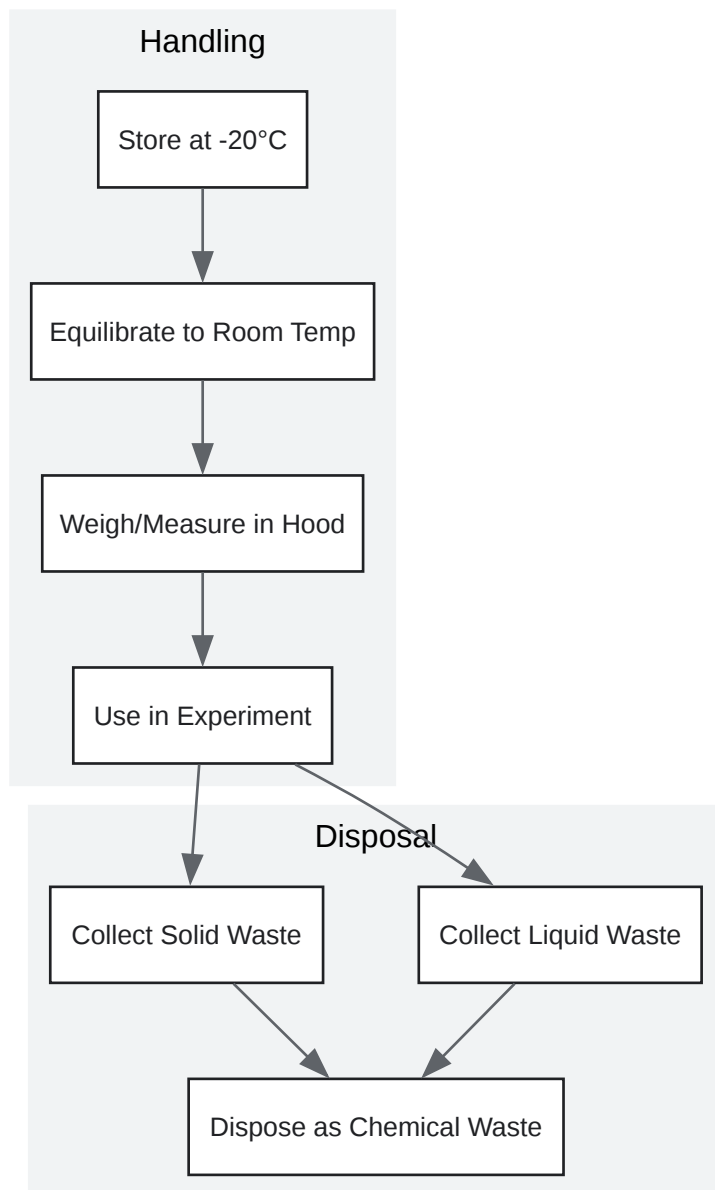 Handling
Store at -20°C
Equilibrate to Room Temp
Weigh/Measure in Hood
Use in Experiment
Disposal
Collect Solid Waste
Collect Liquid Waste
Dispose as Chemical Waste